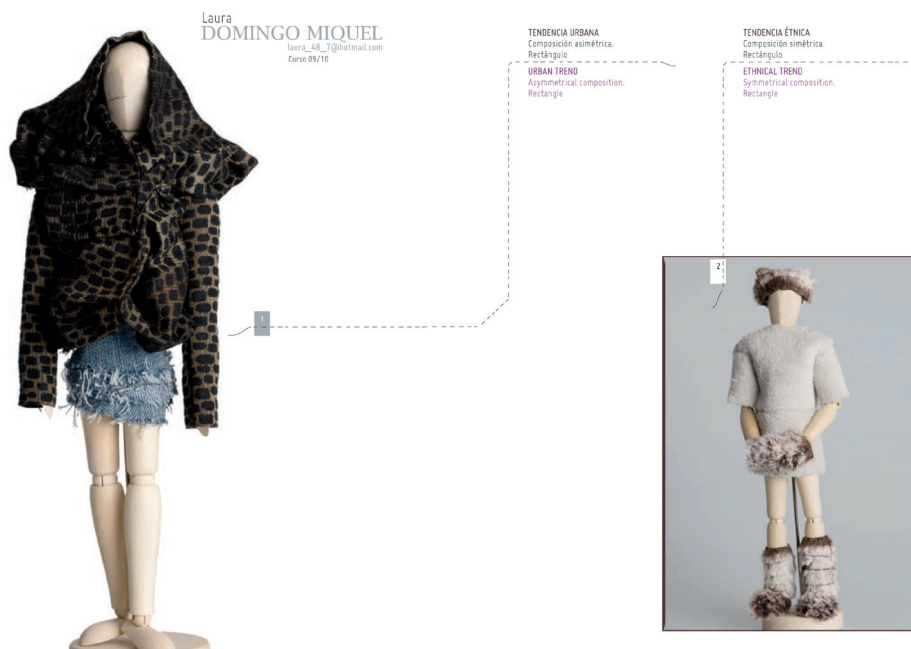 Laura
DOMINGO MIQUEL
laura_48_7@hotmail.com
Curso 09/10
TENDENCIA URBANA
Composición asimétrica.
Rectángulo
URBAN TREND
Asymmetrical composition.
Rectangle
TENDENCIA ÉTNICA
Composición simétrica.
Rectángulo
ETHNICAL TREND
Symmetrical composition.
Rectangle
1
2